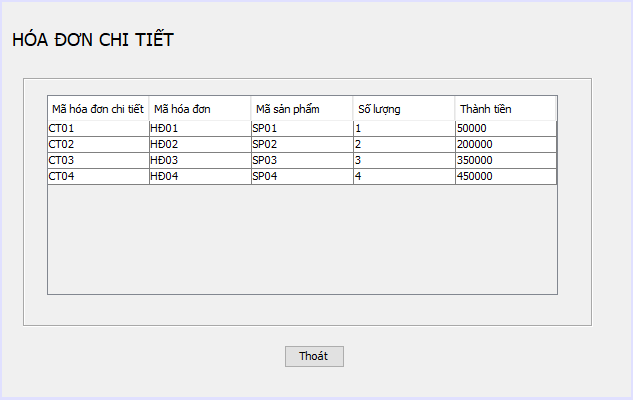 HÓA ĐƠN CHI TIẾT
Mã hóa đơn chi tiết Mã hóa đơn Mã sản phẩm Số lượng Thành tiền
CT01 HĐ01 SP01 1 50000
CT02 HĐ02 SP02 2 200000
CT03 HĐ03 SP03 3 350000
CT04 HĐ04 SP04 4 450000
Thoát